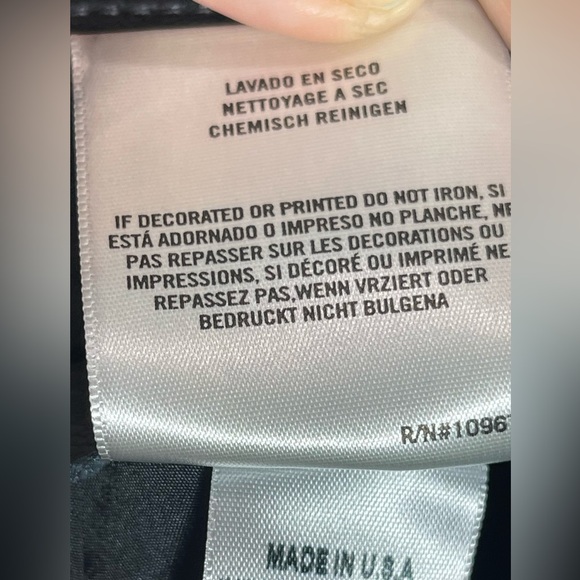 LAVADO EN SECO
NETTOYAGE A SEC
CHEMISCH REINIGEN
IF DECORATED OR PRINTED DO NOT IRON, SI
ESTÁ ADORNADO O IMPRESO NO PLANCHE, NE
PAS REPASSER SUR LES DECORATIONS OU
IMPRESSIONS, SI DÉCORÉ OU IMPRIMÉ NE
REPASSEZ PAS,WENN VRZIERT ODER
BEDRUCKT NICHT BULGENA
R/N#1096
MADE IN U.S.A